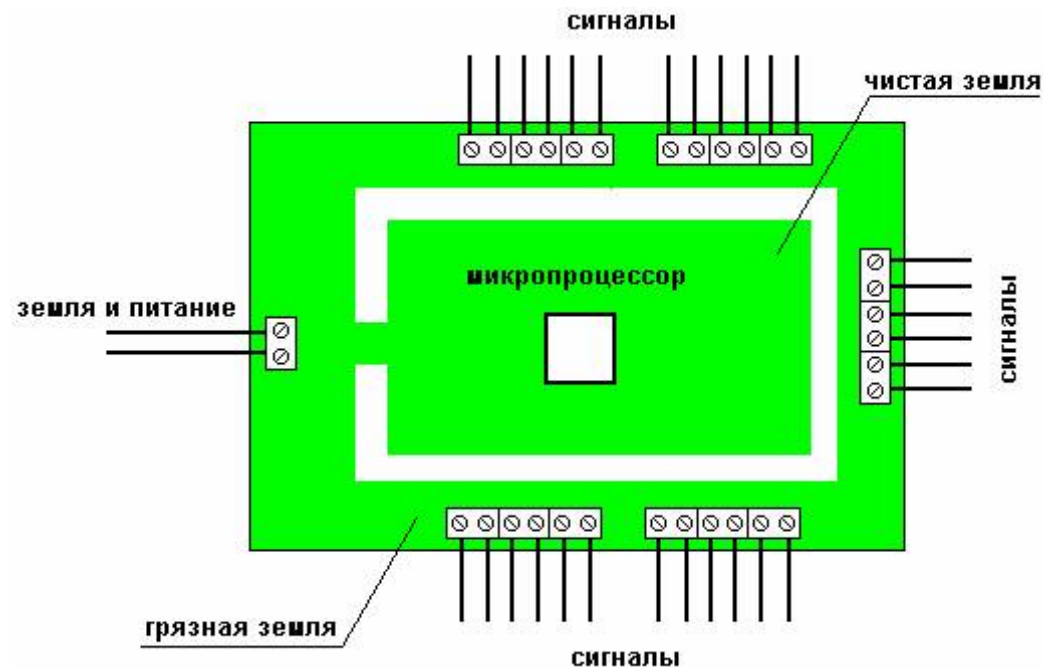 сигналы
чистая земля
микропроцессор
земля и питание
сигналы
грязная земля
сигналы